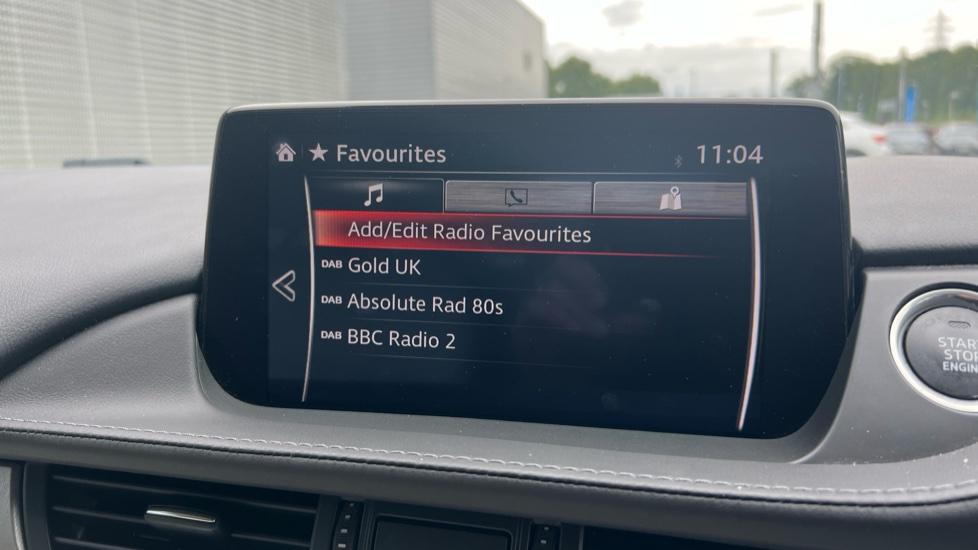 Favourites 11:04
Add/Edit Radio Favourites
DAB Gold UK
DAB Absolute Rad 80s
DAB BBC Radio 2
START
STOP
ENGINE